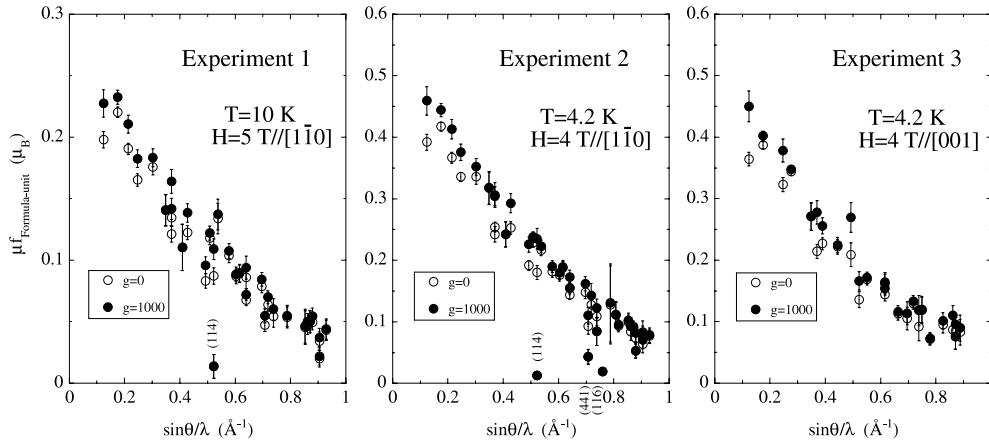 Experiment 1
T=10 K
H=5 T//[11̄0]
g=0
g=1000
(114)
μf_Formula-unit (μ_B)
0.3
0.2
0.1
0
0 0.2 0.4 0.6 0.8 1
sinθ/λ (Å⁻¹)
Experiment 2
T=4.2 K
H=4 T//[11̄0]
g=0
g=1000
(114)
(441)
(116)
0.6
0.5
0.4
0.3
0.2
0.1
0.0
0 0.2 0.4 0.6 0.8 1
sinθ/λ (Å⁻¹)
Experiment 3
T=4.2 K
H=4 T//[001]
g=0
g=1000
0.6
0.5
0.4
0.3
0.2
0.1
0.0
0 0.2 0.4 0.6 0.8 1
sinθ/λ (Å⁻¹)